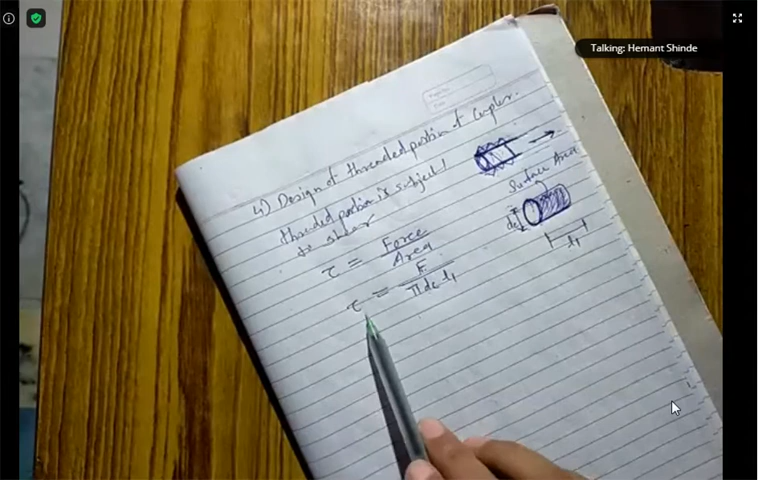 Talking: Hemant Shinde
4) Design of threaded portion of Coupler.
threaded portion is subject!
to shear
Surface Area
τ = Force
Area
dc
l1
τ = F
πdc l1